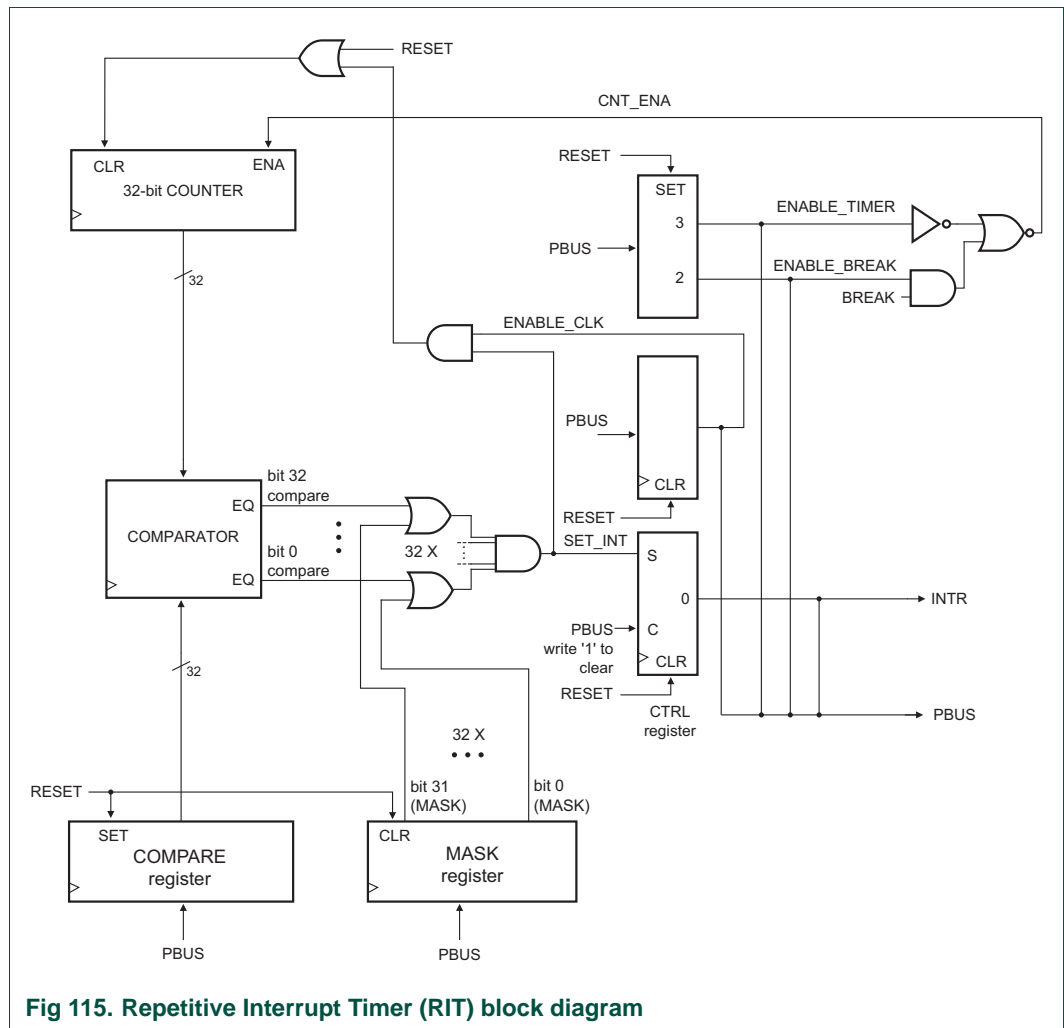 RESET
CNT_ENA
CLR
ENA
32-bit COUNTER
RESET
SET
3
ENABLE_TIMER
PBUS
32
2
ENABLE_BREAK
BREAK
ENABLE_CLK
PBUS
CLR
RESET
bit 32
compare
EQ
COMPARATOR
32 X
bit 0
compare
EQ
SET_INT
S
0
INTR
PBUS
write '1' to
clear
C
CLR
RESET
CTRL
register
PBUS
32
32 X
RESET
bit 31
(MASK)
bit 0
(MASK)
SET
COMPARE
register
CLR
MASK
register
PBUS
PBUS
Fig 115. Repetitive Interrupt Timer (RIT) block diagram